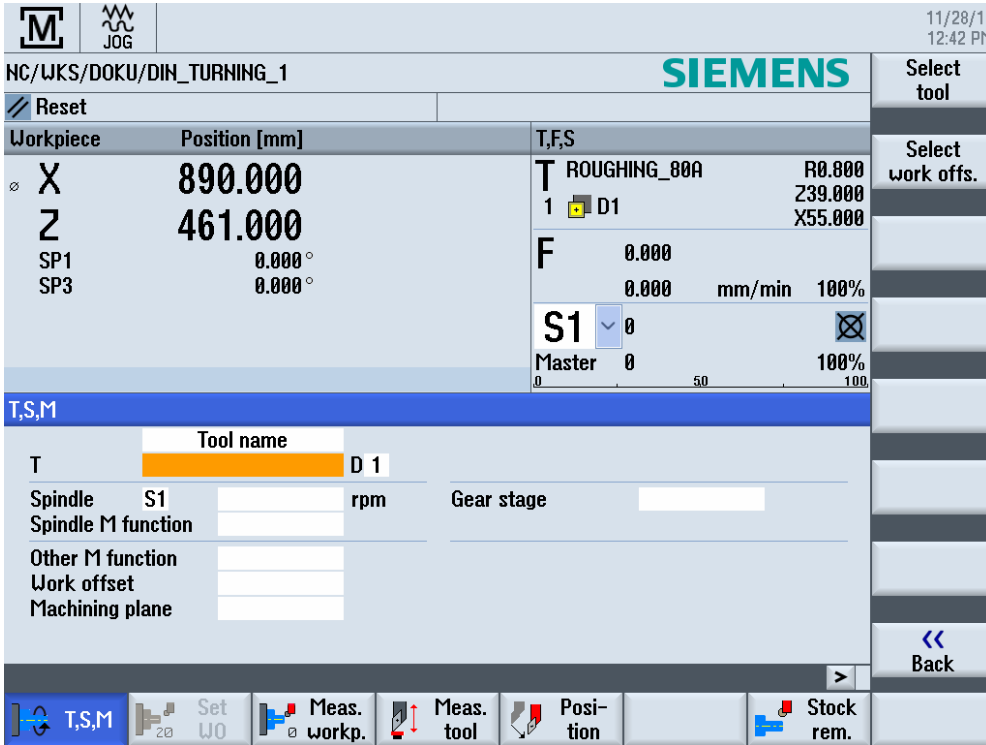 M
JOG
11/28/1
12:42 PM
NC/WKS/DOKU/DIN_TURNING_1
SIEMENS
Select
tool
Reset
Workpiece Position [mm]
T,F,S
Select
work offs.
⌀ X 890.000
Z 461.000
SP1 0.000 °
SP3 0.000 °
T ROUGHING_80A R0.800
Z39.000
1 D1
X55.000
F 0.000
0.000 mm/min 100%
S1 0
Master 0 100%
0 50 100
T,S,M
Tool name
T D 1
Spindle S1 rpm Gear stage
Spindle M function
Other M function
Work offset
Machining plane
<<
Back
>
T,S,M
20
Set
WO
⌀
Meas.
workp.
Meas.
tool
Posi-
tion
Stock
rem.